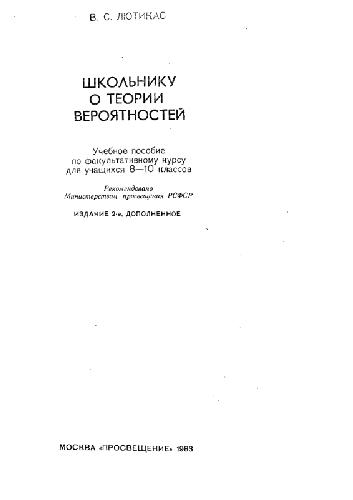 В. С. ЛЮТИКАС
ШКОЛЬНИКУ
О ТЕОРИИ
ВЕРОЯТНОСТЕЙ
Учебное пособие
по факультативному курсу
для учащихся 8—10 классов
Рекомендовано
Министерством просвещения РСФСР
ИЗДАНИЕ 2-е, ДОПОЛНЕННОЕ
МОСКВА «ПРОСВЕЩЕНИЕ» 1983